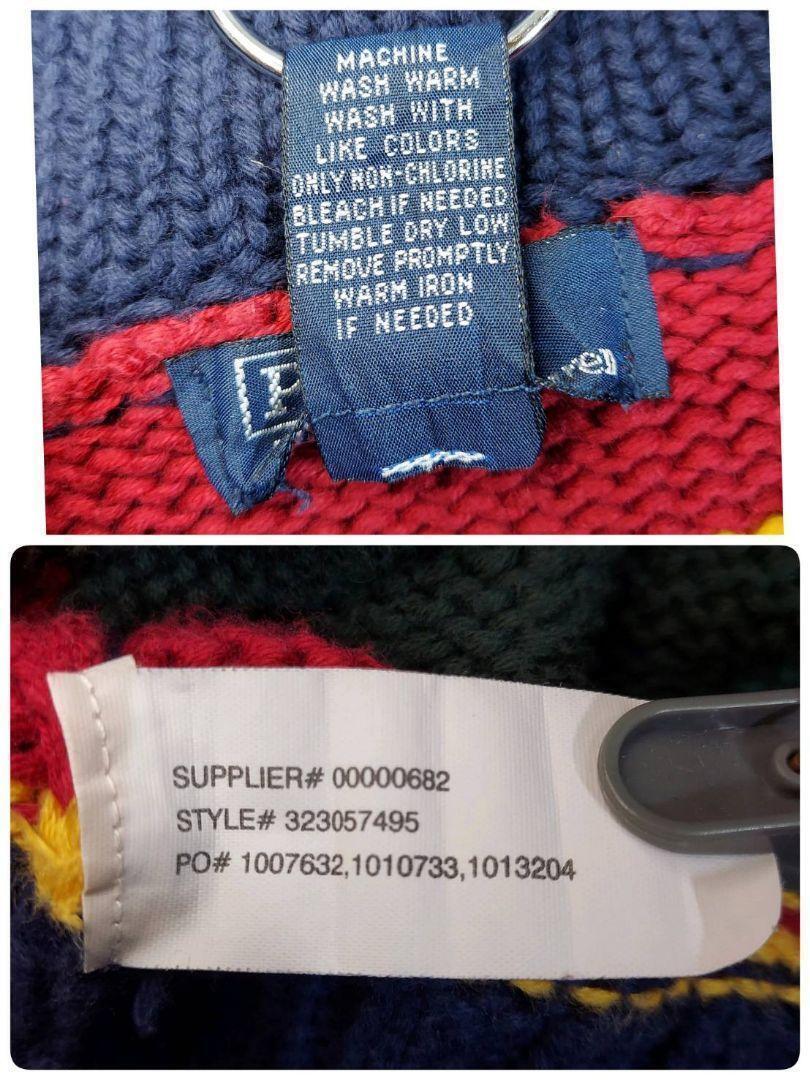 MACHINE
WASH WARM
WASH WITH
LIKE COLORS
ONLY NON-CHLORINE
BLEACH IF NEEDED
TUMBLE DRY LOW
REMOVE PROMPTLY
WARM IRON
IF NEEDED
P
SUPPLIER# 00000682
STYLE# 323057495
PO# 1007632,1010733,1013204